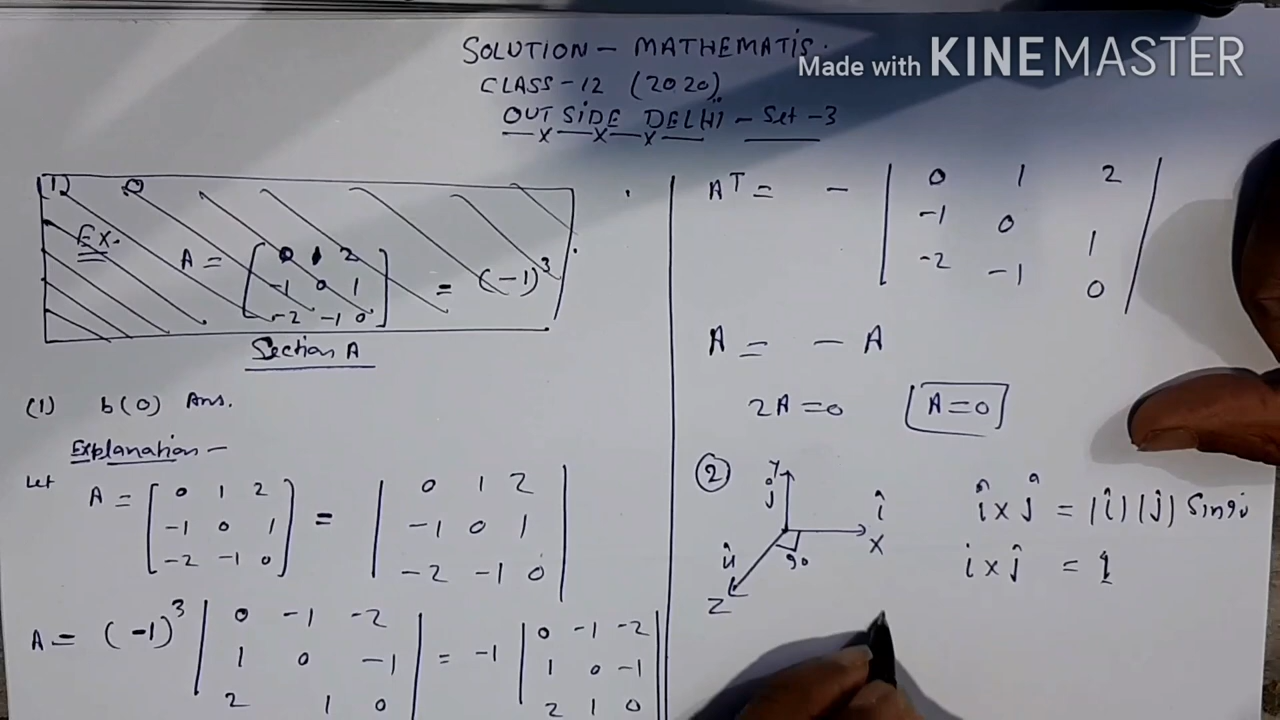 SOLUTION - MATHEMATIS.
Made with KINEMASTER
CLASS-12 (2020)
OUTSIDE DELHI - Set -3
—x—x—x—
(1) 0
Ex.
A = [ 0 1 2
-1 0 1
-2 -1 0 ] = (-1)^3
Section A
(1) b(0) Ans.
Explanation -
Let
A = [ 0 1 2
-1 0 1
-2 -1 0 ] = | 0 1 2
-1 0 1
-2 -1 0 |
A = (-1)^3 | 0 -1 -2
1 0 -1
2 1 0 | = -1 | 0 -1 -2
1 0 -1
2 1 0 |
A^T = - | 0 1 2
-1 0 1
-2 -1 0 |
A = - A
2A = 0 A = 0
(2) Y
ĵ
î
X
90
Z
î x ĵ = |î| |ĵ|
i x ĵ = 1